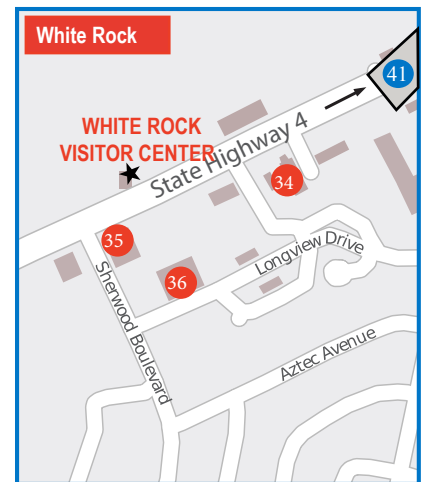 White Rock
41
WHITE ROCK
VISITOR CENTER
State Highway 4
34
35
36
Longview Drive
Sherwood Boulevard
Aztec Avenue